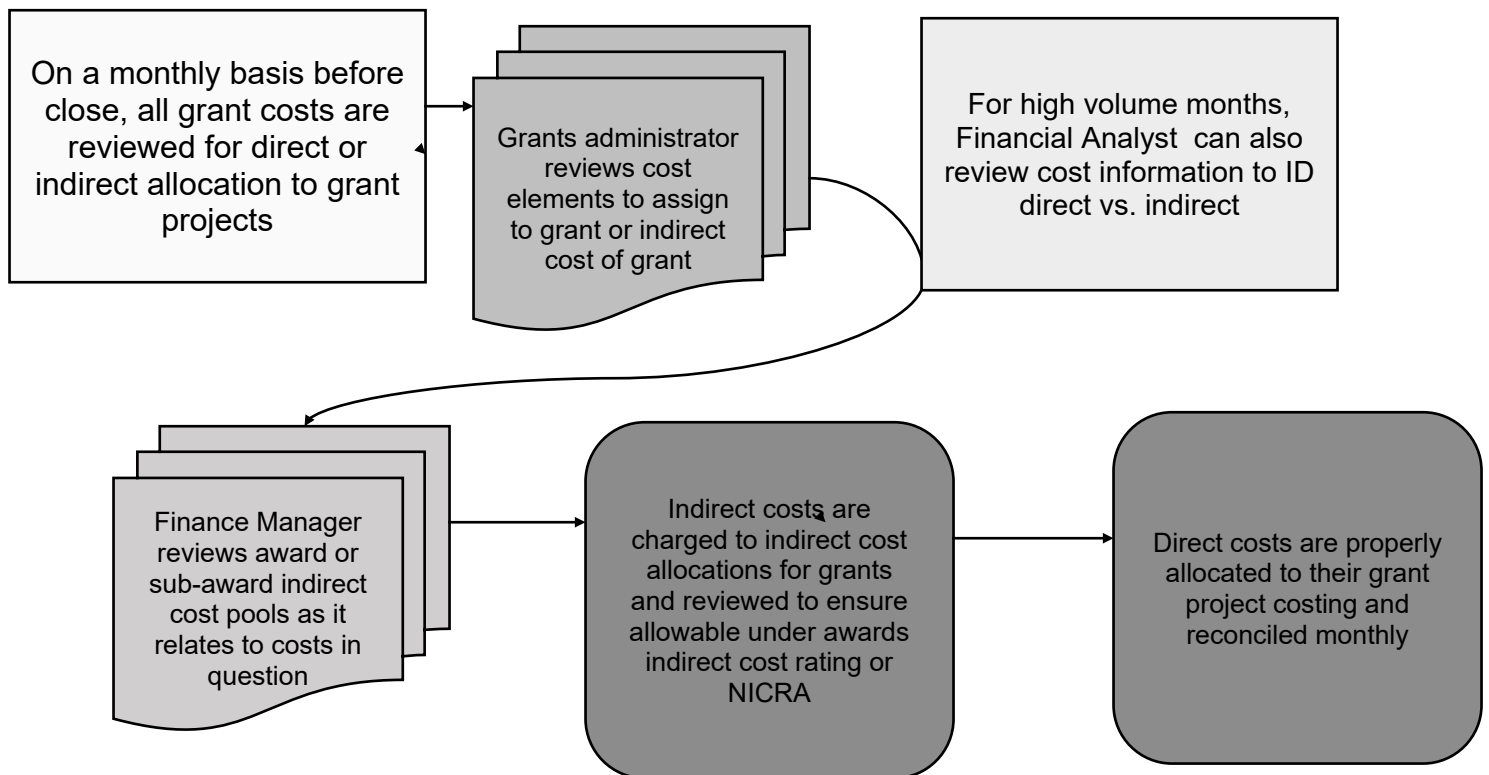 On a monthly basis before
close, all grant costs are
reviewed for direct or
indirect allocation to grant
projects
Grants administrator
reviews cost
elements to assign
to grant or indirect
cost of grant
For high volume months,
Financial Analyst  can also
review cost information to ID
direct vs. indirect
Finance Manager
reviews award or
sub-award indirect
cost pools as it
relates to costs in
question
Indirect costs are
charged to indirect cost
allocations for grants
and reviewed to ensure
allowable under awards
indirect cost rating or
NICRA
Direct costs are properly
allocated to their grant
project costing and
reconciled monthly